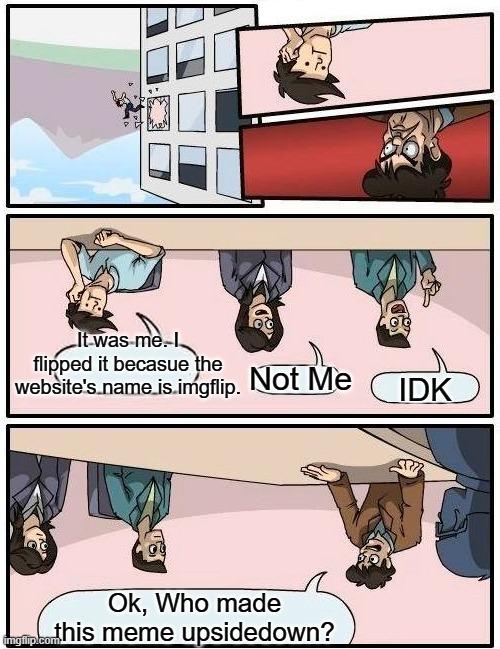 It was me. I
flipped it becasue the
website's name is imgflip.
Not Me
IDK
Ok, Who made
this meme upsidedown?
imgflip.com